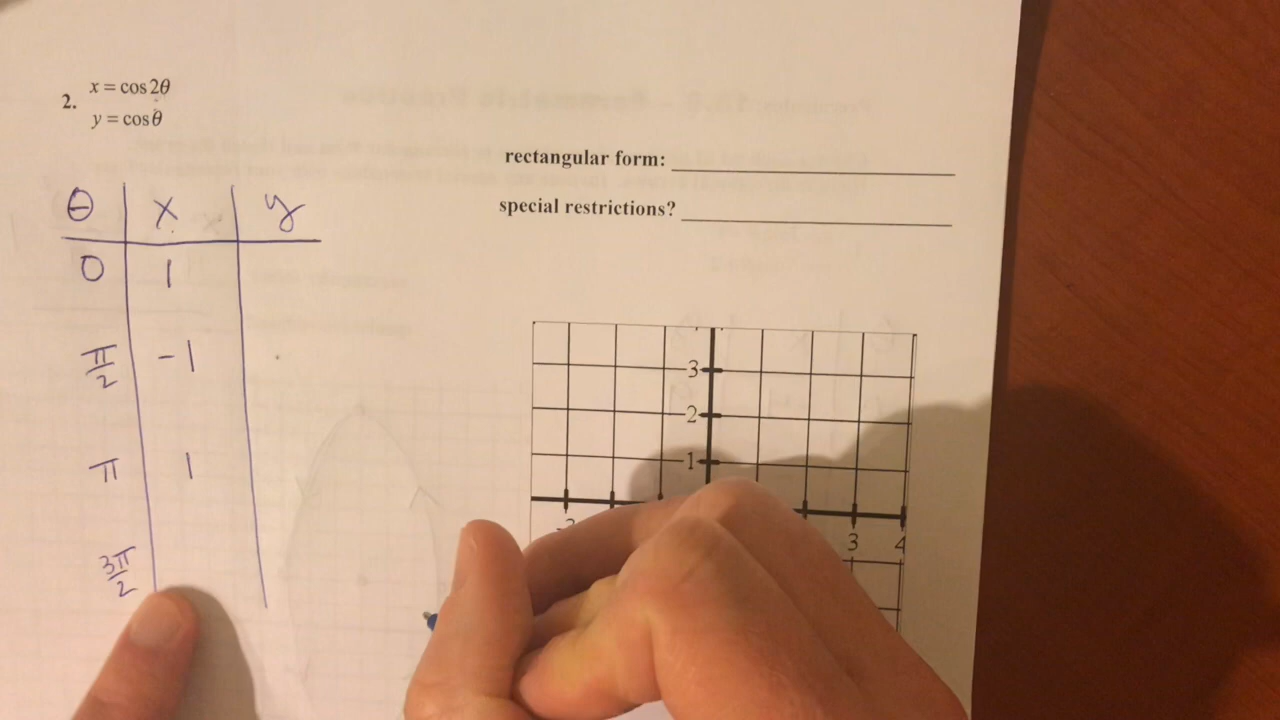 2. x = cos 2θ
y = cos θ
rectangular form:
special restrictions?
θ x y
0 1
π/2 -1
π 1
3π/2
3
2
1
3 4